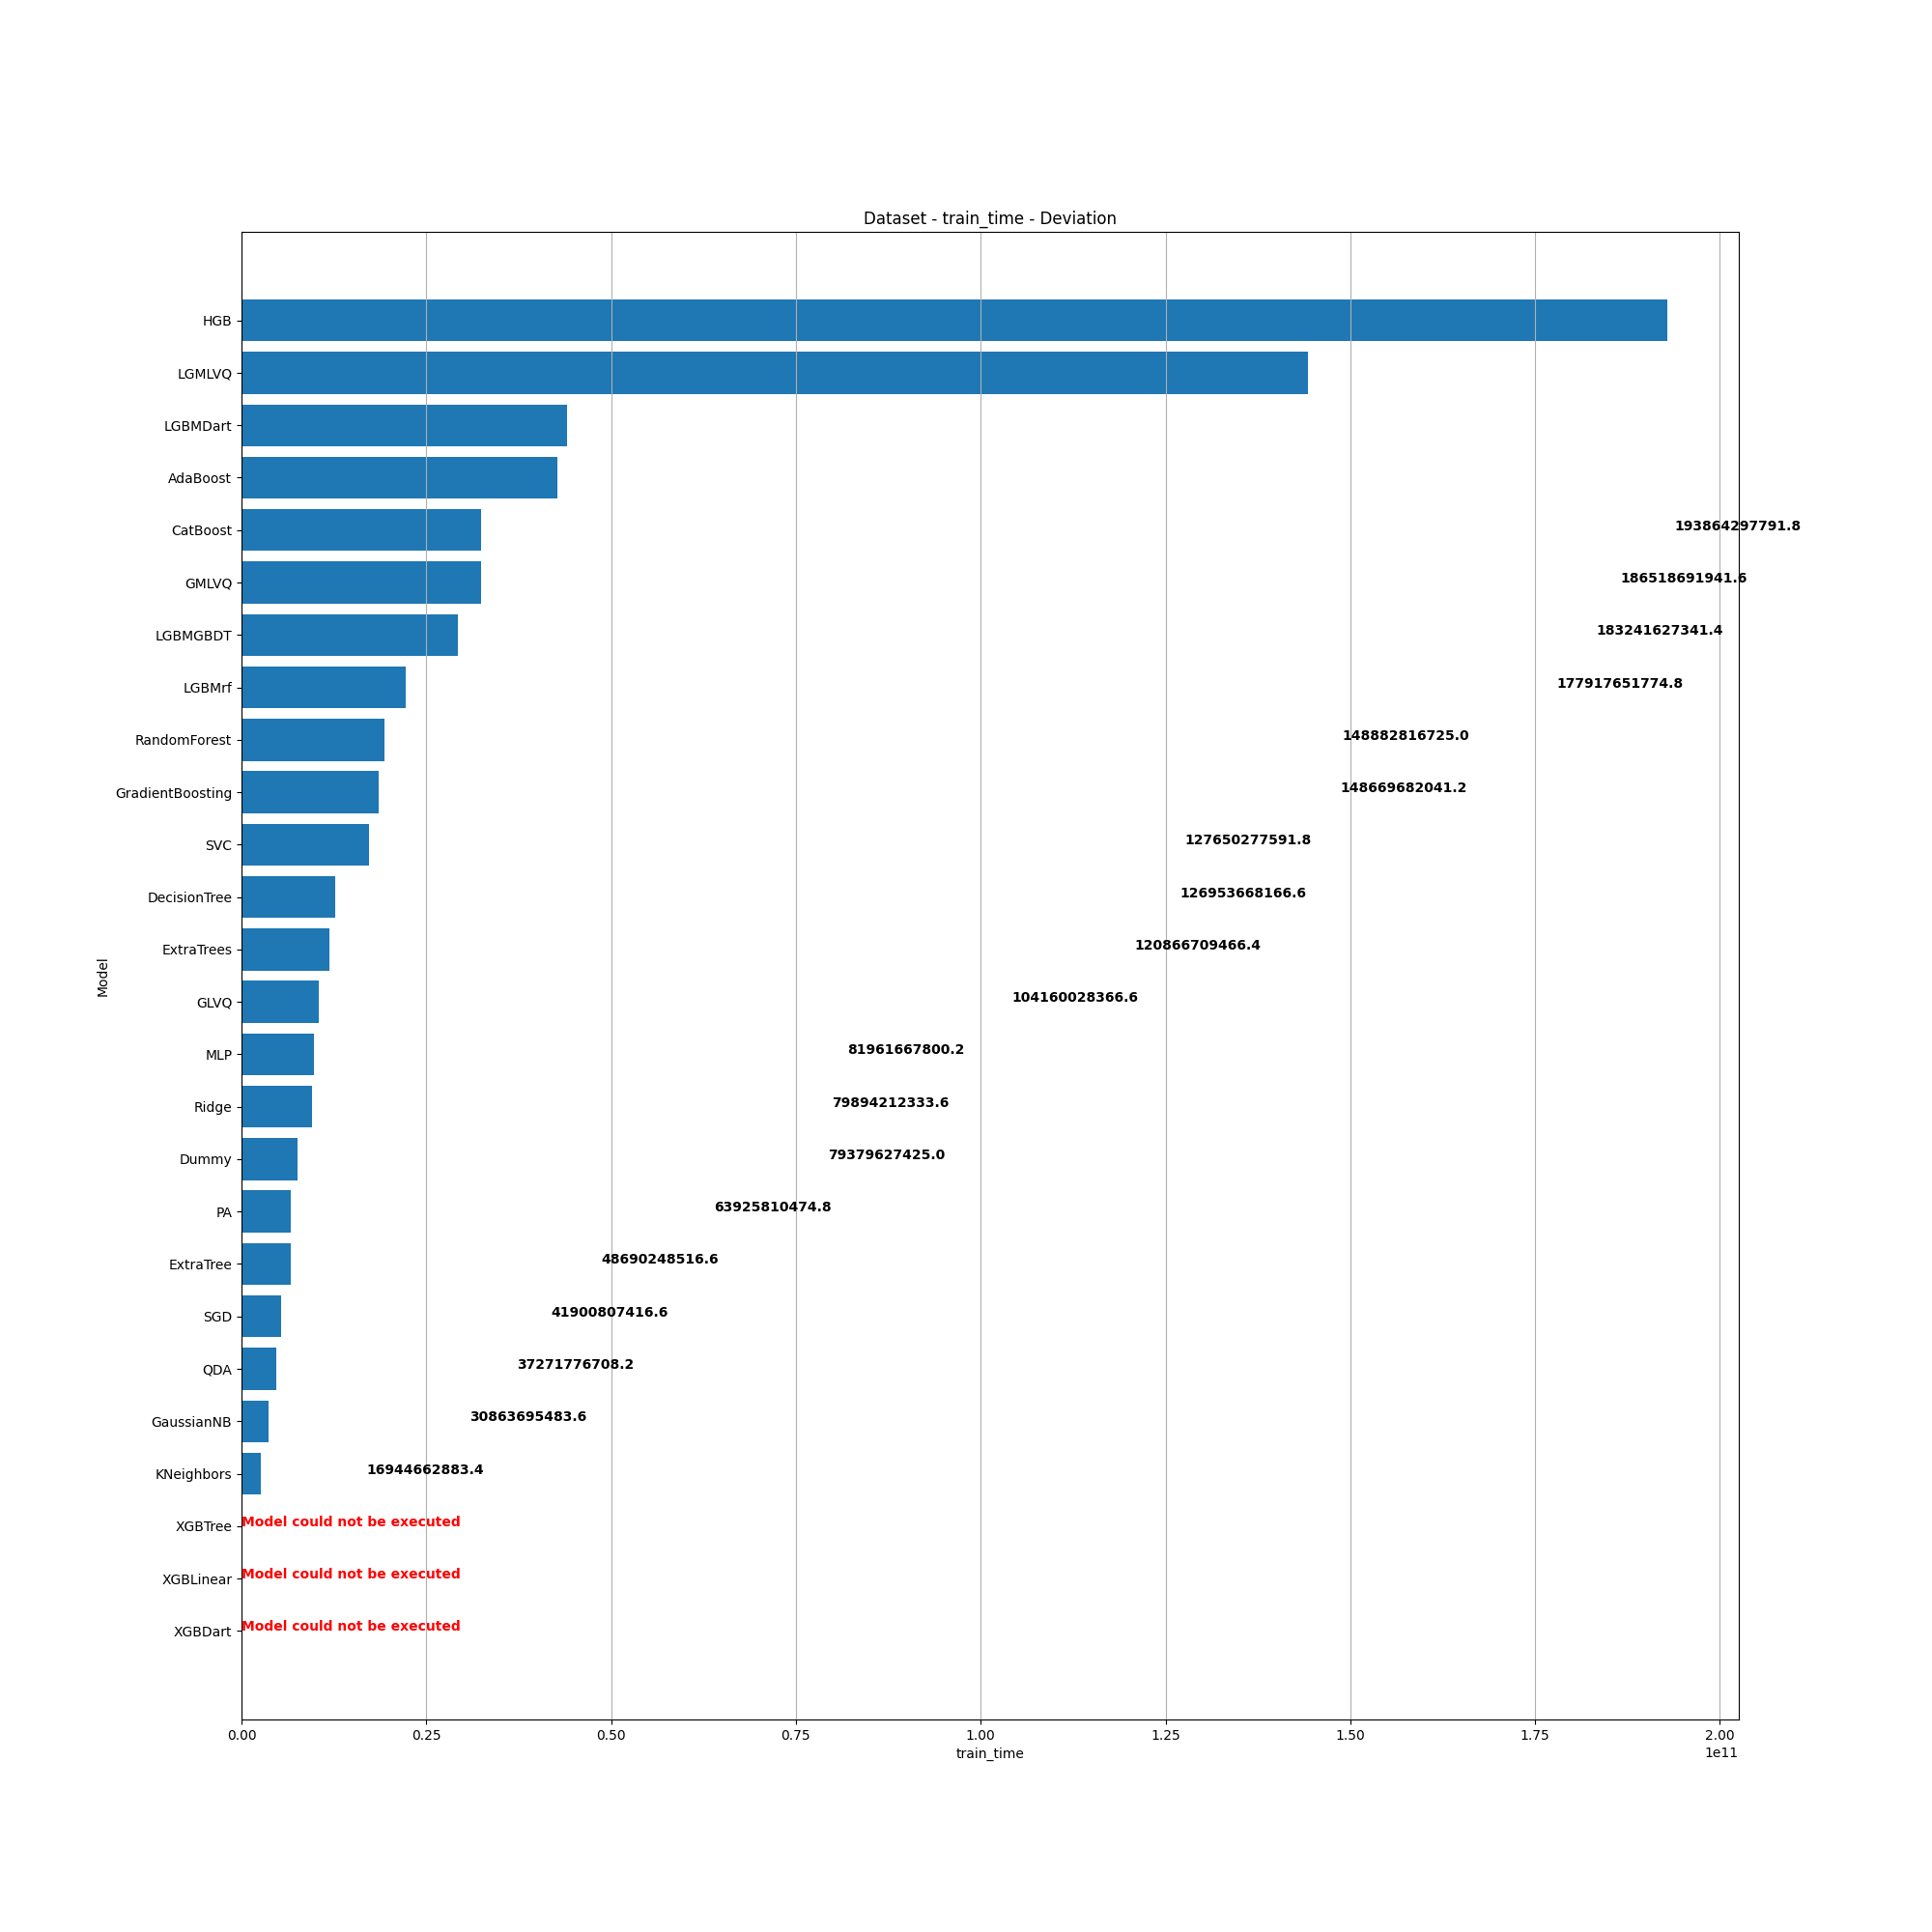 Dataset - train_time - Deviation
HGB
LGMLVQ
LGBMDart
AdaBoost
CatBoost 193864297791.8
GMLVQ 186518691941.6
LGBMGBDT 183241627341.4
LGBMrf 177917651774.8
RandomForest 148882816725.0
GradientBoosting 148669682041.2
SVC 127650277591.8
DecisionTree 126953668166.6
ExtraTrees 120866709466.4
GLVQ 104160028366.6
MLP 81961667800.2
Ridge 79894212333.6
Dummy 79379627425.0
PA 63925810474.8
ExtraTree 48690248516.6
SGD 41900807416.6
QDA 37271776708.2
GaussianNB 30863695483.6
KNeighbors 16944662883.4
XGBTree Model could not be executed
XGBLinear Model could not be executed
XGBDart Model could not be executed
Model
0.00 0.25 0.50 0.75 1.00 1.25 1.50 1.75 2.00
train_time 1e11